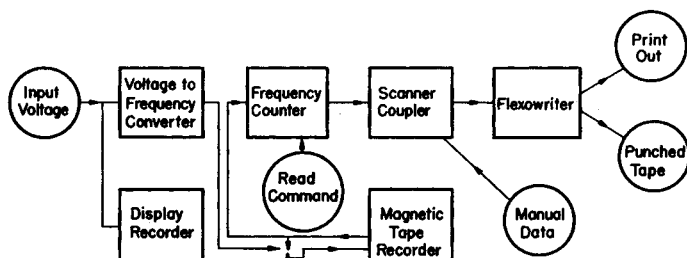 Input
Voltage
Voltage to
Frequency
Converter
Frequency
Counter
Scanner
Coupler
Flexowriter
Print
Out
Punched
Tape
Display
Recorder
Read
Command
Magnetic
Tape
Recorder
Manual
Data